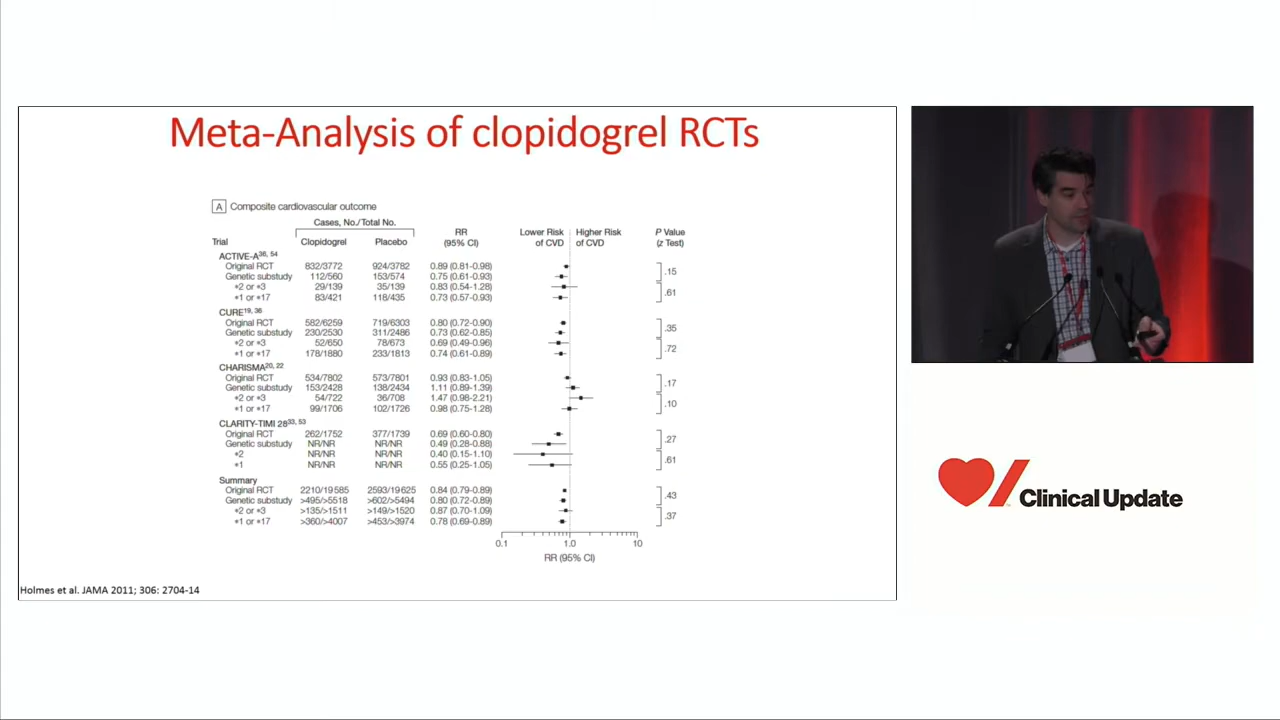 Meta-Analysis of clopidogrel RCTs
A Composite cardiovascular outcome
Cases, No./Total No.
Trial Clopidogrel Placebo RR (95% CI) Lower Risk of CVD Higher Risk of CVD P Value (z Test)
ACTIVE-A36, 54
Original RCT 832/3772 924/3782 0.89 (0.81-0.98)
Genetic substudy 112/560 153/574 0.75 (0.61-0.93) .15
*2 or *3 29/139 35/139 0.83 (0.54-1.28)
*1 or *17 83/421 118/435 0.73 (0.57-0.93) .61
CURE19, 36
Original RCT 582/6259 719/6303 0.80 (0.72-0.90)
Genetic substudy 230/2530 311/2486 0.73 (0.62-0.85) .35
*2 or *3 52/650 78/673 0.69 (0.49-0.96)
*1 or *17 178/1880 233/1813 0.74 (0.61-0.89) .72
CHARISMA20, 22
Original RCT 534/7802 573/7801 0.93 (0.83-1.05)
Genetic substudy 153/2428 138/2434 1.11 (0.89-1.39) .17
*2 or *3 54/722 36/708 1.47 (0.98-2.21)
*1 or *17 99/1706 102/1726 0.98 (0.75-1.28) .10
CLARITY-TIMI 2833, 53
Original RCT 262/1752 377/1739 0.69 (0.60-0.80)
Genetic substudy NR/NR NR/NR 0.49 (0.28-0.88) .27
*2 NR/NR NR/NR 0.40 (0.15-1.10)
*1 NR/NR NR/NR 0.55 (0.25-1.05) .61
Summary
Original RCT 2210/19585 2593/19625 0.84 (0.79-0.89)
Genetic substudy >495/>5518 >602/>5494 0.80 (0.72-0.89) .43
*2 or *3 >135/>1511 >149/>1520 0.87 (0.70-1.09)
*1 or *17 >360/>4007 >453/>3974 0.78 (0.69-0.89) .37
0.1 1.0 10
RR (95% CI)
Holmes et al. JAMA 2011; 306: 2704-14
Clinical Update